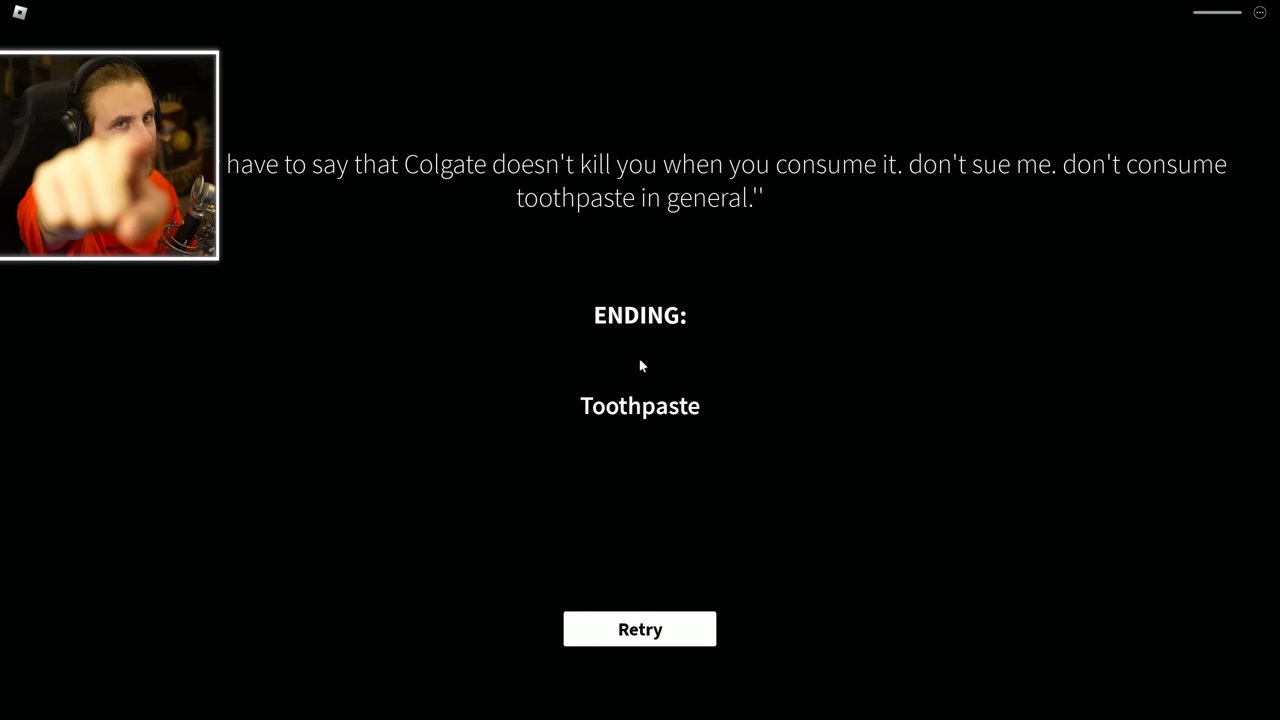 have to say that Colgate doesn't kill you when you consume it. don't sue me. don't consume
toothpaste in general.''
ENDING:
Toothpaste
Retry